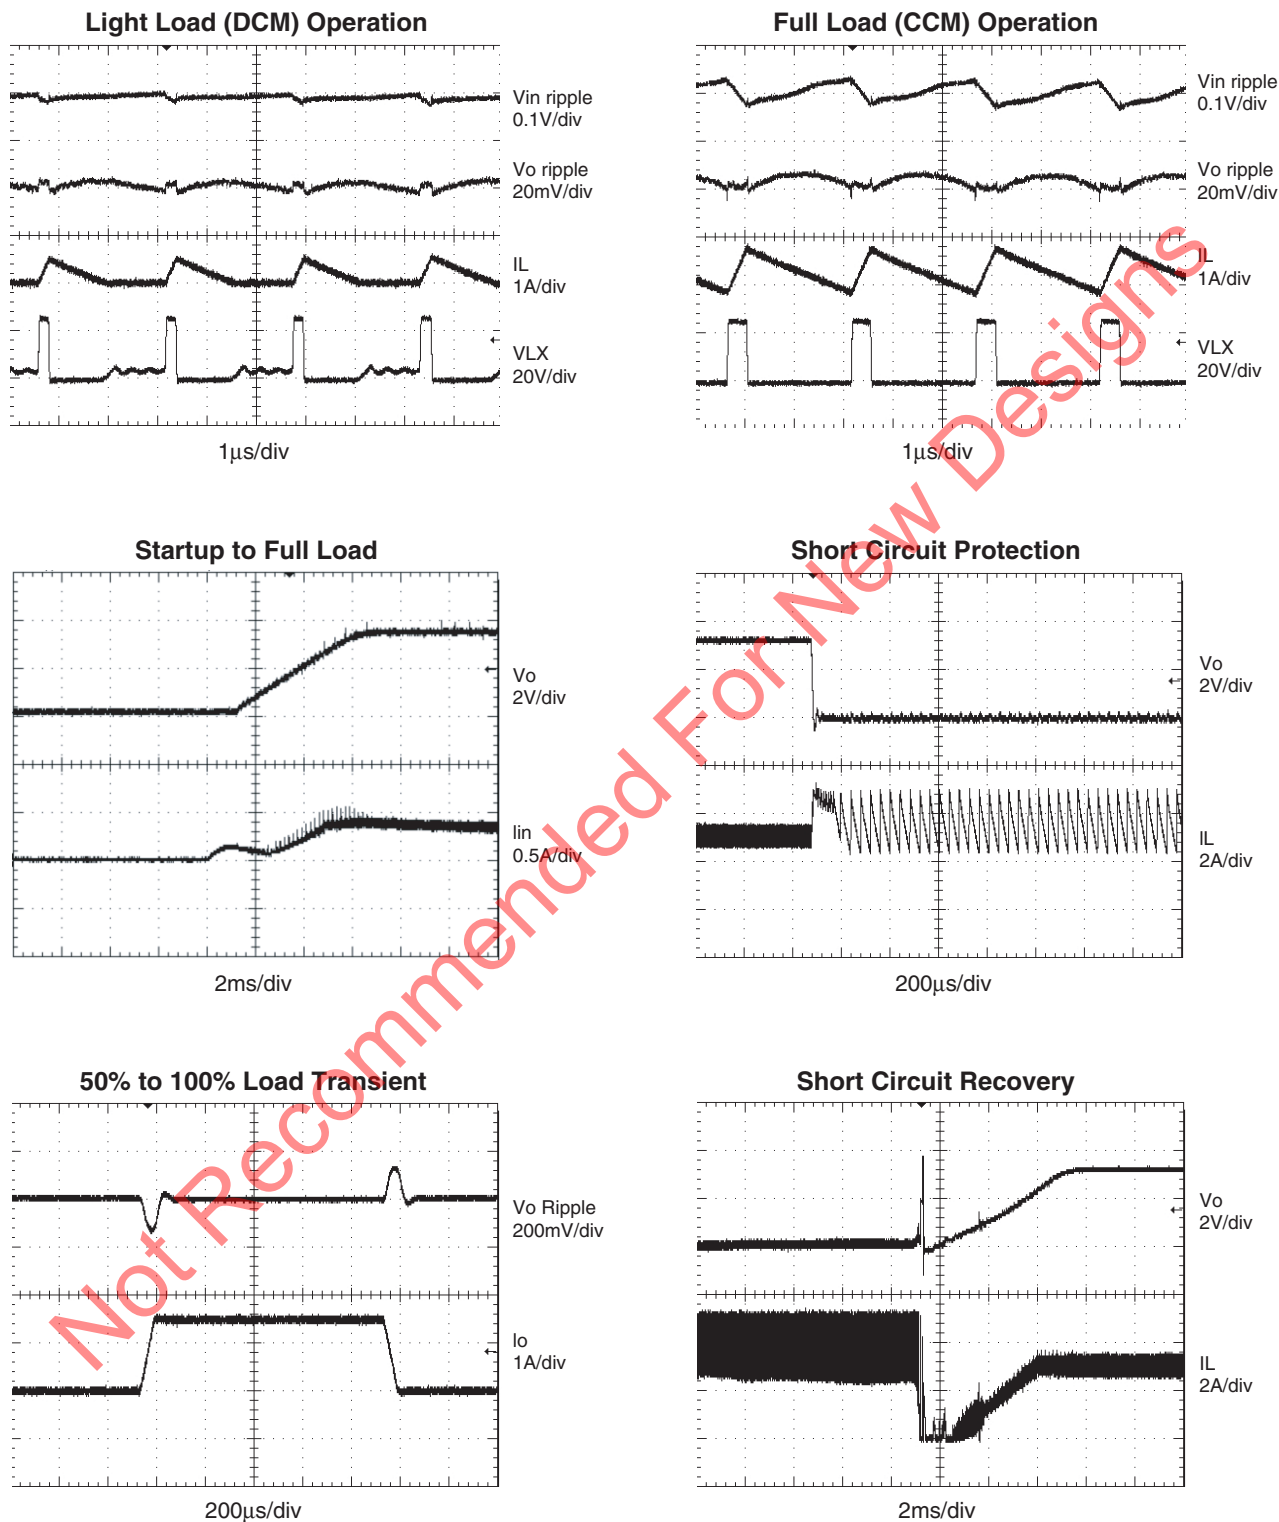 Light Load (DCM) Operation
Vin ripple
0.1V/div
Vo ripple
20mV/div
IL
1A/div
VLX
20V/div
1μs/div
Full Load (CCM) Operation
Vin ripple
0.1V/div
Vo ripple
20mV/div
IL
1A/div
VLX
20V/div
1μs/div
Startup to Full Load
Vo
2V/div
Iin
0.5A/div
2ms/div
Short Circuit Protection
Vo
2V/div
IL
2A/div
200μs/div
50% to 100% Load Transient
Vo Ripple
200mV/div
Io
1A/div
200μs/div
Short Circuit Recovery
Vo
2V/div
IL
2A/div
2ms/div
Not Recommended For New Designs